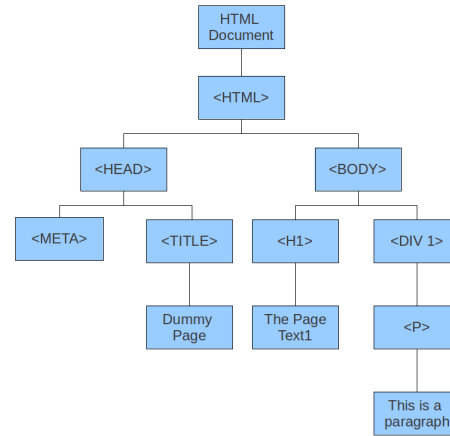 HTML
Document
<HTML>
<HEAD>
<BODY>
<META>
<TITLE>
<H1>
<DIV 1>
Dummy
Page
The Page
Text1
<P>
This is a
paragraph